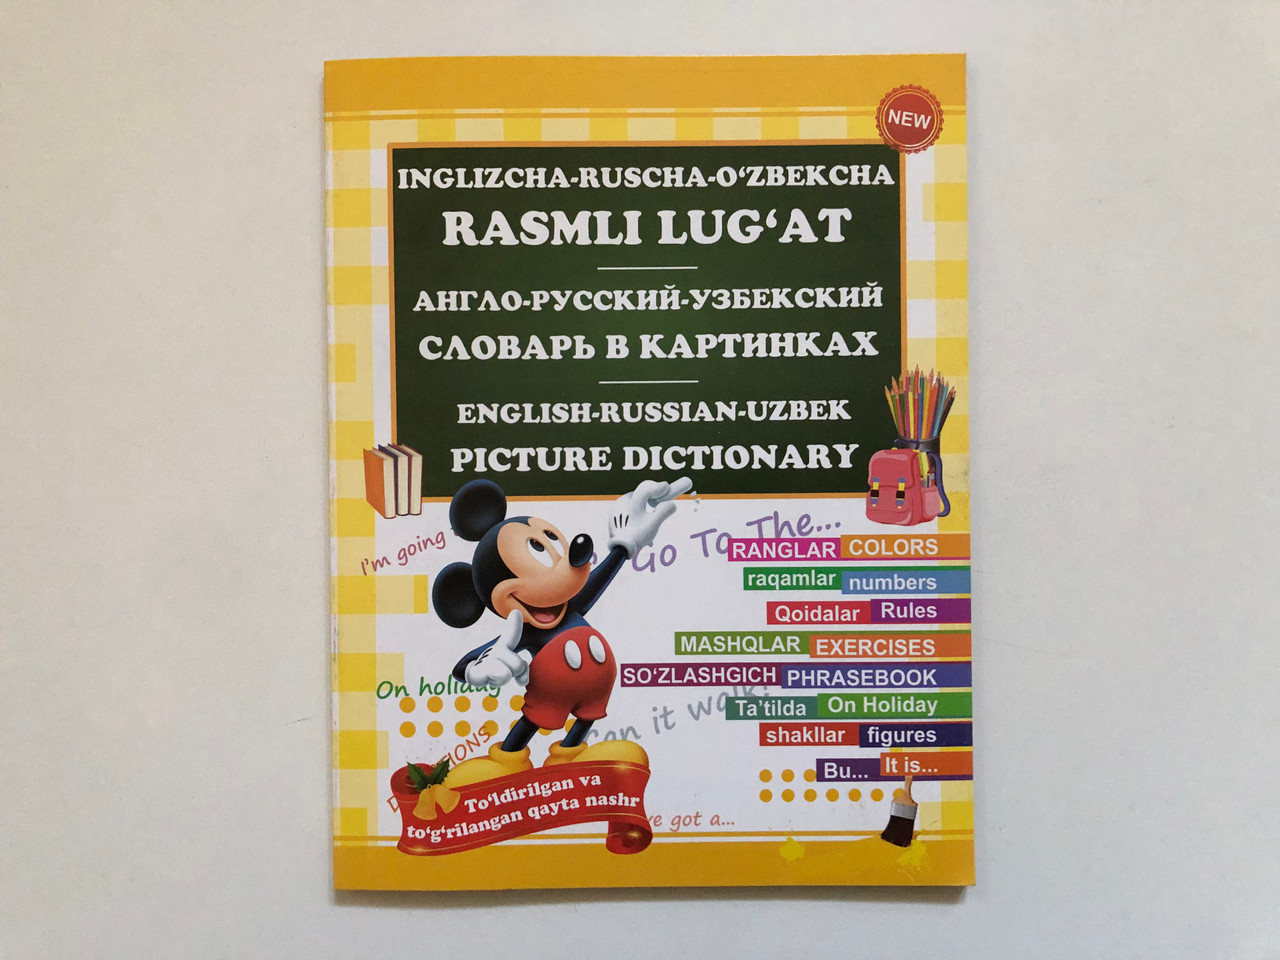 NEW
INGLIZCHA-RUSCHA-O‘ZBEKCHA
RASMLI LUG‘AT
АНГЛО-РУССКИЙ-УЗБЕКСКИЙ
СЛОВАРЬ В КАРТИНКАХ
ENGLISH-RUSSIAN-UZBEK
PICTURE DICTIONARY
I'm going
Go To The...
RANGLAR COLORS
raqamlar numbers
Qoidalar Rules
MASHQLAR EXERCISES
SO‘ZLASHGICH PHRASEBOOK
On holiday
Can it walk!
Ta’tilda On Holiday
shakllar figures
Bu... It is...
To‘ldirilgan va
to‘g‘rilangan qayta nashr
got a...